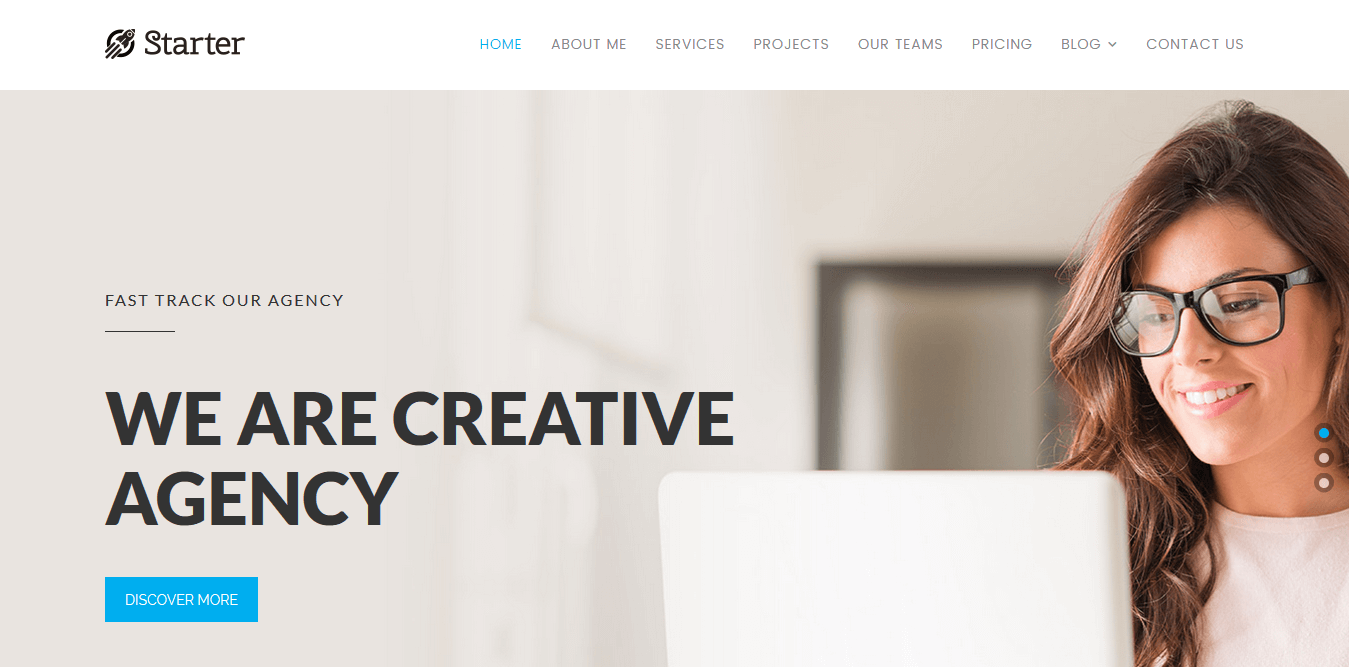 Starter
HOME ABOUT ME SERVICES PROJECTS OUR TEAMS PRICING BLOG CONTACT US
FAST TRACK OUR AGENCY
WE ARE CREATIVE
AGENCY
DISCOVER MORE